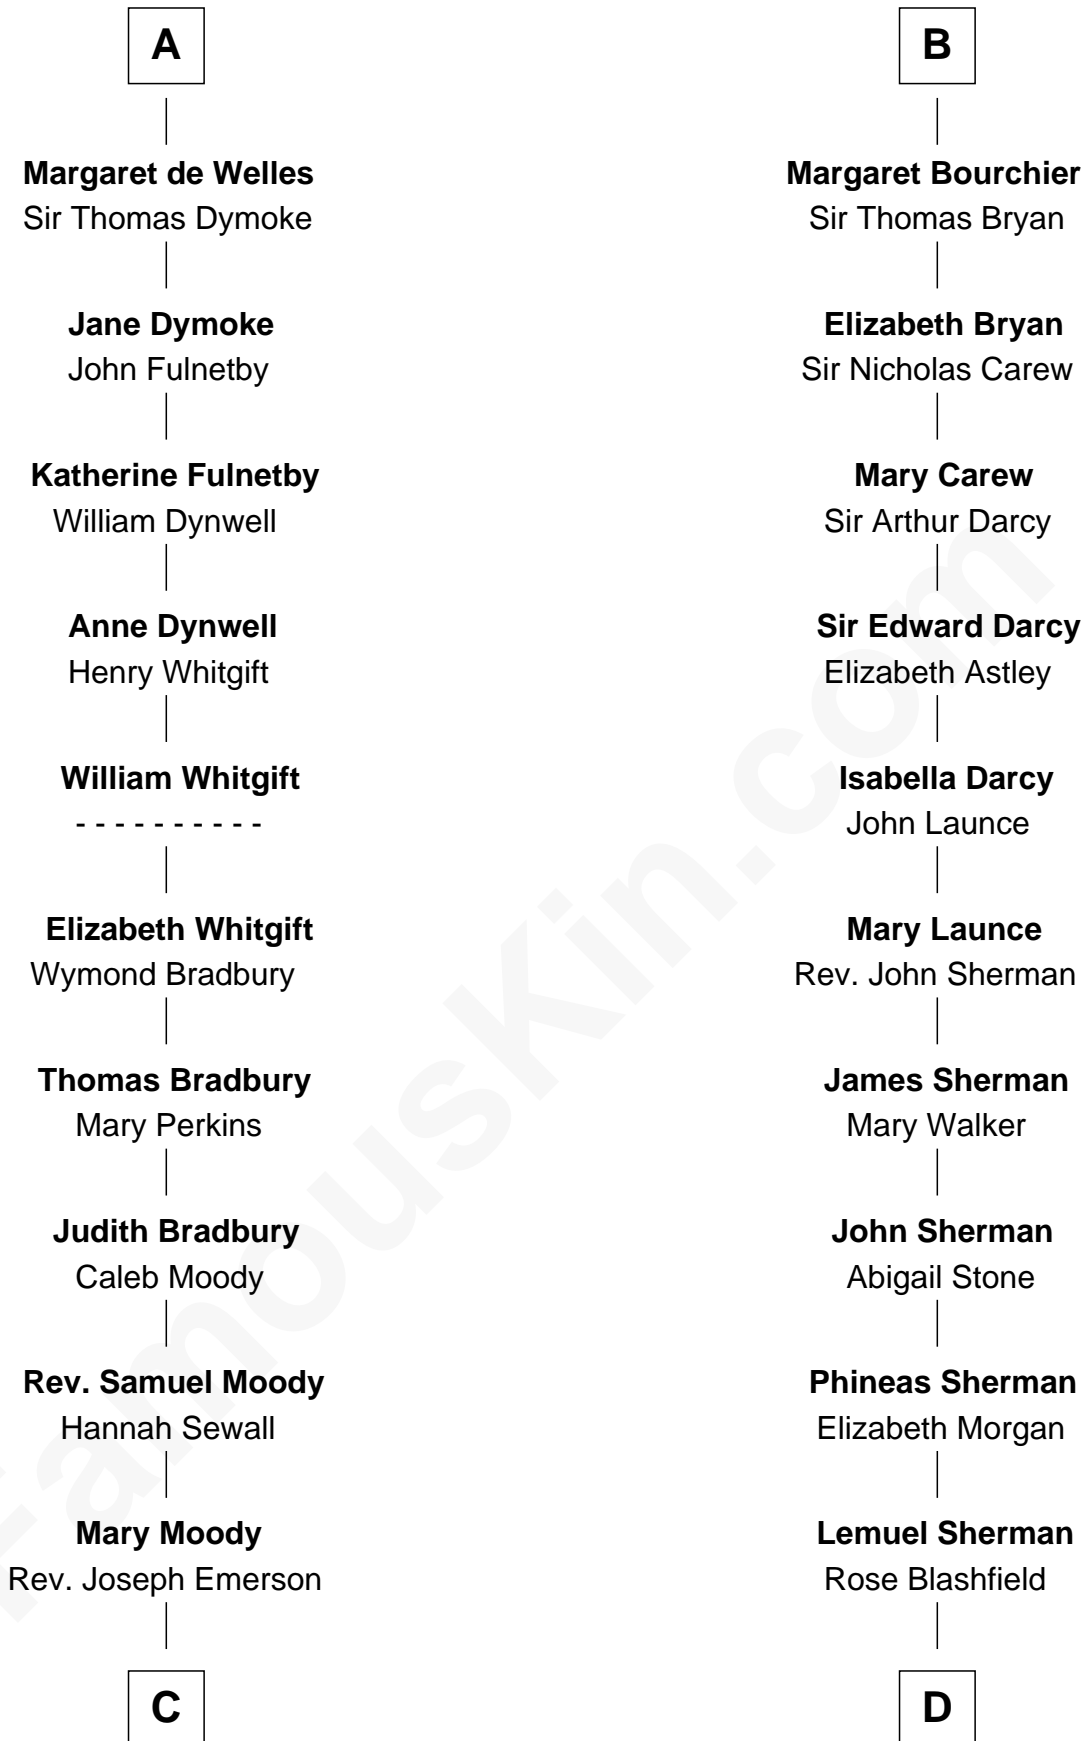 A
Margaret de Welles
Sir Thomas Dymoke
Jane Dymoke
John Fulnetby
Katherine Fulnetby
William Dynwell
Anne Dynwell
Henry Whitgift
William Whitgift
- - - - - - - - - -
Elizabeth Whitgift
Wymond Bradbury
Thomas Bradbury
Mary Perkins
Judith Bradbury
Caleb Moody
Rev. Samuel Moody
Hannah Sewall
Mary Moody
Rev. Joseph Emerson
C
B
Margaret Bourchier
Sir Thomas Bryan
Elizabeth Bryan
Sir Nicholas Carew
Mary Carew
Sir Arthur Darcy
Sir Edward Darcy
Elizabeth Astley
Isabella Darcy
John Launce
Mary Launce
Rev. John Sherman
James Sherman
Mary Walker
John Sherman
Abigail Stone
Phineas Sherman
Elizabeth Morgan
Lemuel Sherman
Rose Blashfield
D
FamousKin.com